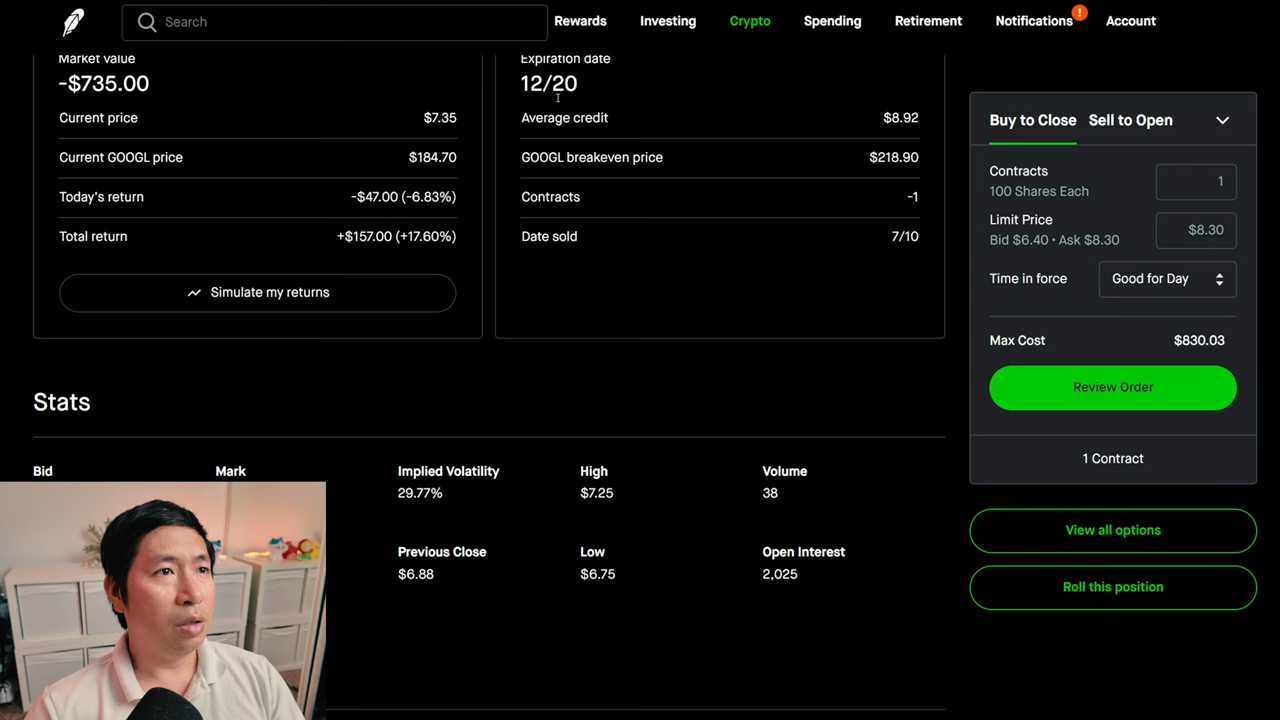 Search
Rewards
Investing
Crypto
Spending
Retirement
Notifications
!
Account
Market value
-$735.00
Current price $7.35
Current GOOGL price $184.70
Today's return -$47.00 (-6.83%)
Total return +$157.00 (+17.60%)
Simulate my returns
Expiration date
12/20
Average credit $8.92
GOOGL breakeven price $218.90
Contracts -1
Date sold 7/10
Buy to Close Sell to Open
Contracts
100 Shares Each
1
Limit Price
Bid $6.40 • Ask $8.30
$8.30
Time in force Good for Day
Max Cost $830.03
Review Order
1 Contract
View all options
Roll this position
Stats
Bid Mark Implied Volatility High Volume
29.77% $7.25 38
Previous Close Low Open Interest
$6.88 $6.75 2,025